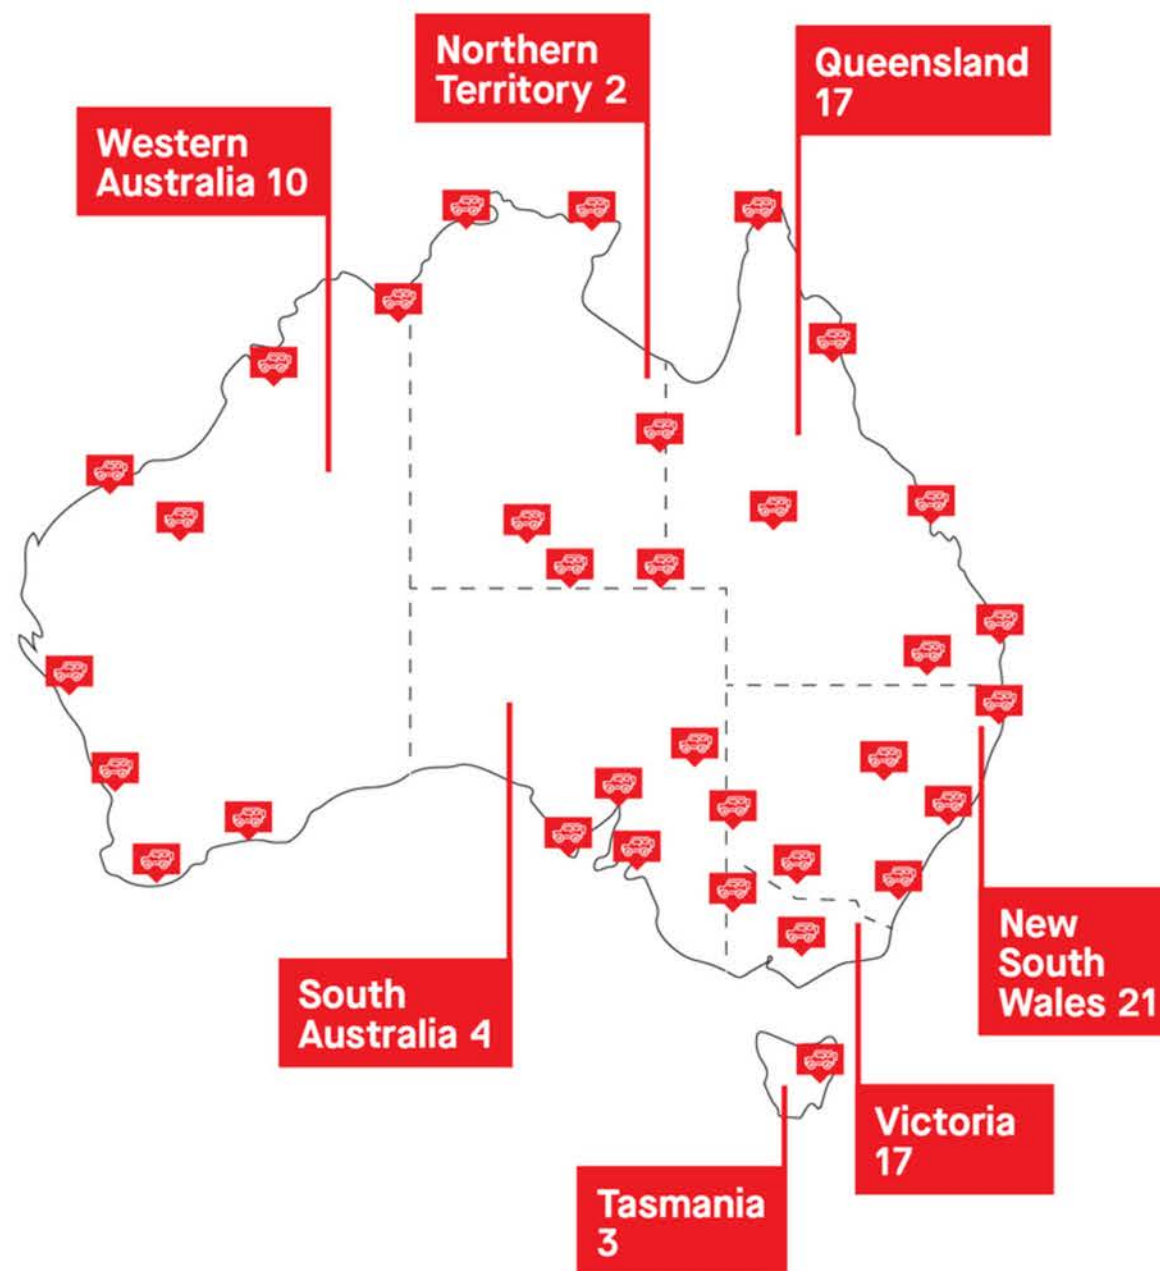 Northern
Territory 2
Queensland
17
Western
Australia 10
New
South
Wales 21
South
Australia 4
Victoria
17
Tasmania
3